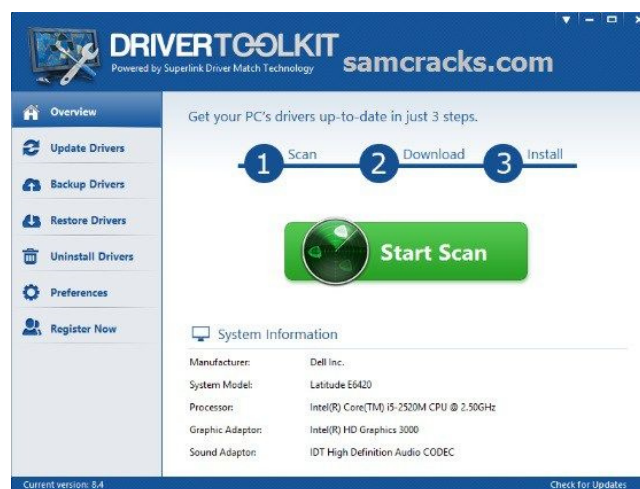 DRIVERTOOLKIT
Powered by Superlink Driver Match Technology
samcracks.com
Overview
Update Drivers
Backup Drivers
Restore Drivers
Uninstall Drivers
Preferences
Register Now
Get your PC's drivers up-to-date in just 3 steps.
1 Scan 2 Download 3 Install
Start Scan
System Information
Manufacturer: Dell Inc.
System Model: Latitude E6420
Processor: Intel(R) Core(TM) i5-2520M CPU @ 2.50GHz
Graphic Adaptor: Intel(R) HD Graphics 3000
Sound Adaptor: IDT High Definition Audio CODEC
Current version: 8.4
Check for Updates